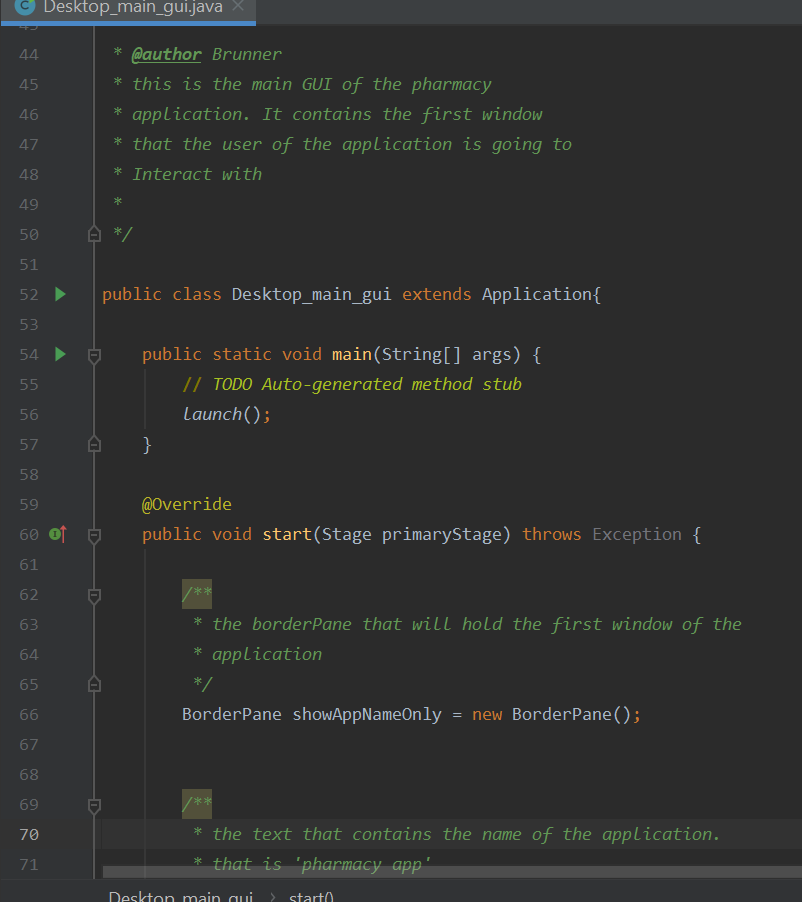 Desktop_main_gui.java
43
44 * @author Brunner
45 * this is the main GUI of the pharmacy
46 * application. It contains the first window
47 * that the user of the application is going to
48 * Interact with
49 *
50 */
51
52 public class Desktop_main_gui extends Application{
53
54 public static void main(String[] args) {
55 // TODO Auto-generated method stub
56 launch();
57 }
58
59 @Override
60 public void start(Stage primaryStage) throws Exception {
61
62 /**
63 * the borderPane that will hold the first window of the
64 * application
65 */
66 BorderPane showAppNameOnly = new BorderPane();
67
68
69 /**
70 * the text that contains the name of the application.
71 * that is 'pharmacy app'
Desktop_main_gui > start()